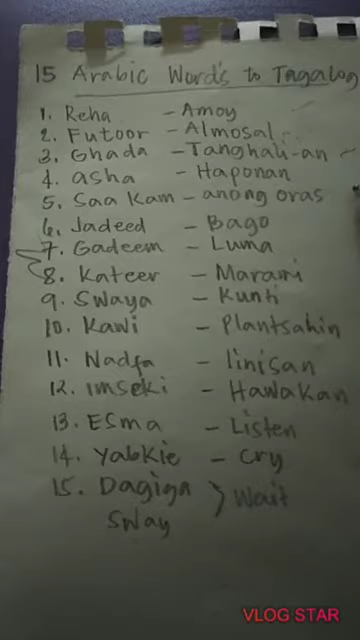 15 Arabic Words to Tagalog
1. Reha - Amoy
2. Futoor - Almosal
3. Ghada - Tanghali-an
4. asha - Haponan
5. Saa Kam - anong oras
6. Jadeed - Bago
7. Gadeem - Luma
8. Kateer - Marami
9. Swaya - Kunti
10. Kawi - Plantsahin
11. Nadfa - linisan
12. imseki - Hawakan
13. Esma - Listen
14. Yabkie - Cry
15. Dagiga > Wait
Sway
VLOG STAR